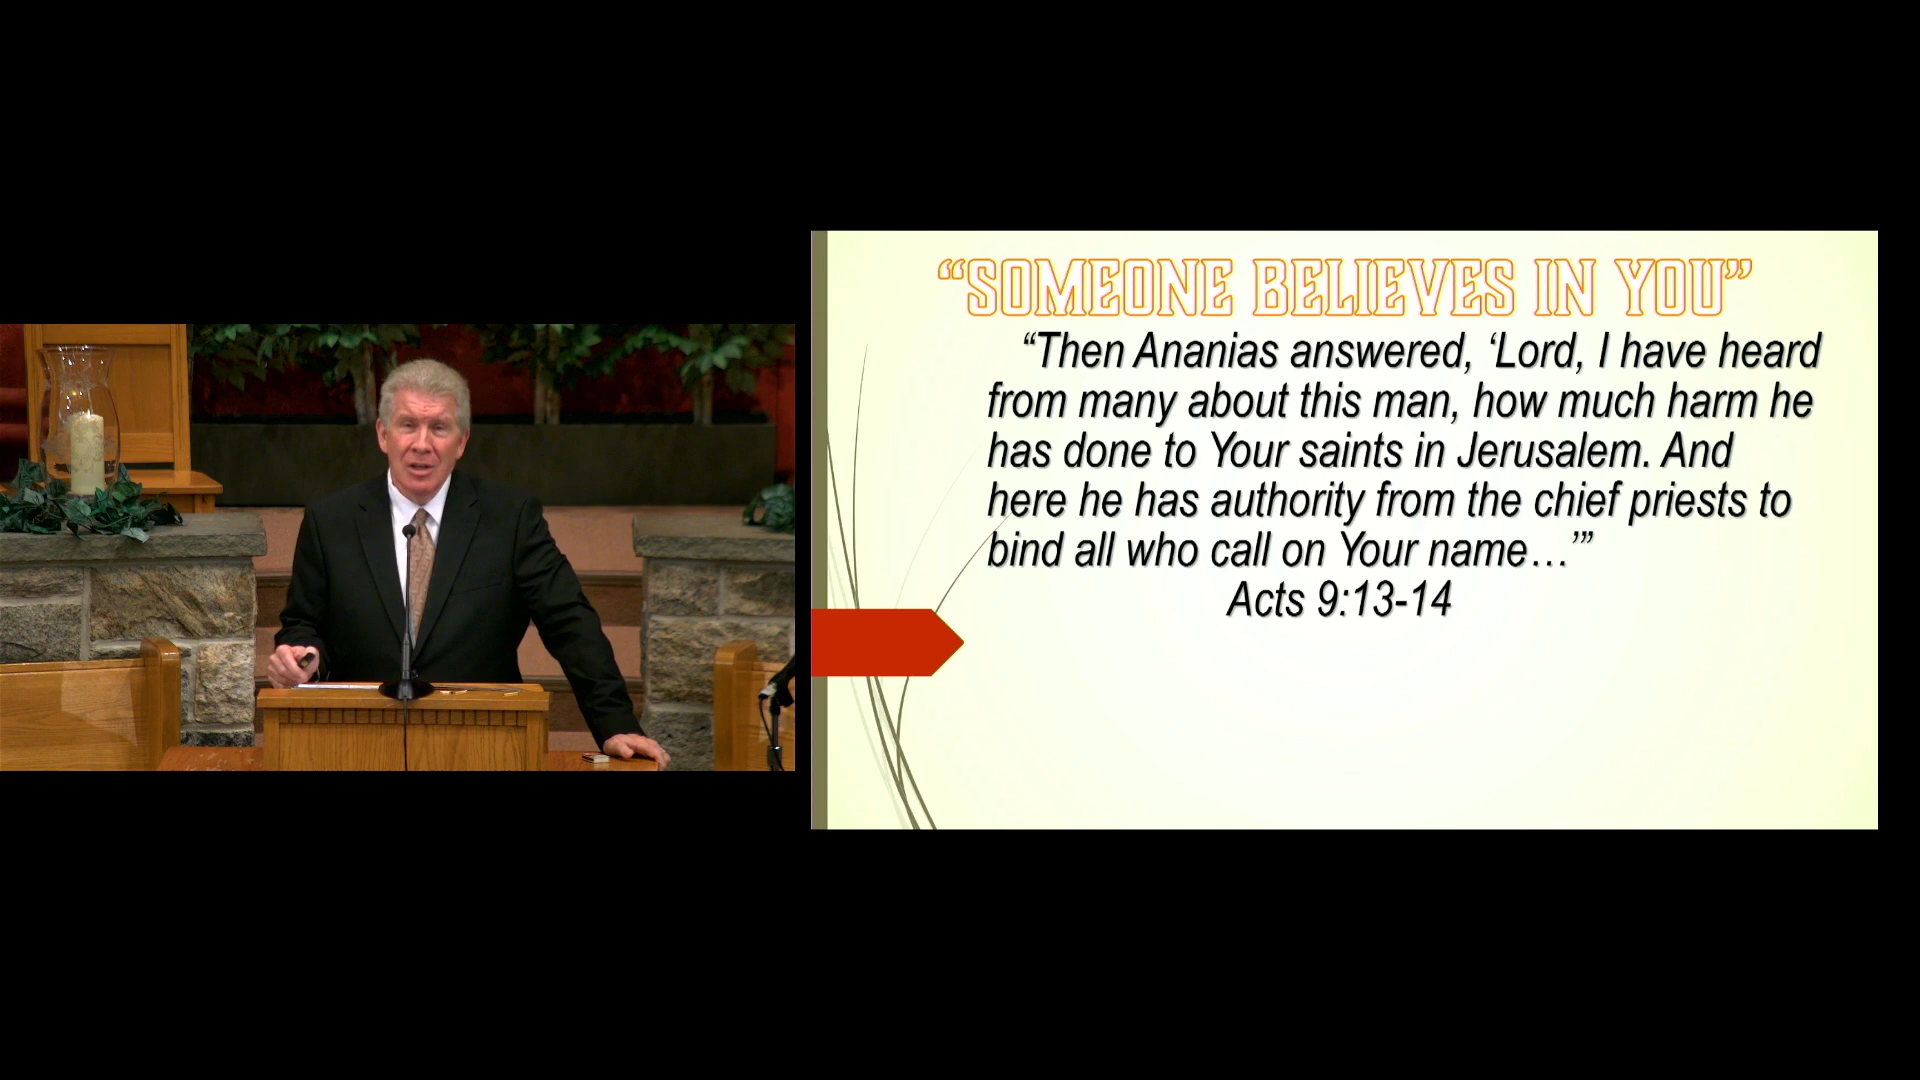 “SOMEONE BELIEVES IN YOU”
“Then Ananias answered, ‘Lord, I have heard
from many about this man, how much harm he
has done to Your saints in Jerusalem. And
here he has authority from the chief priests to
bind all who call on Your name…’”
Acts 9:13-14